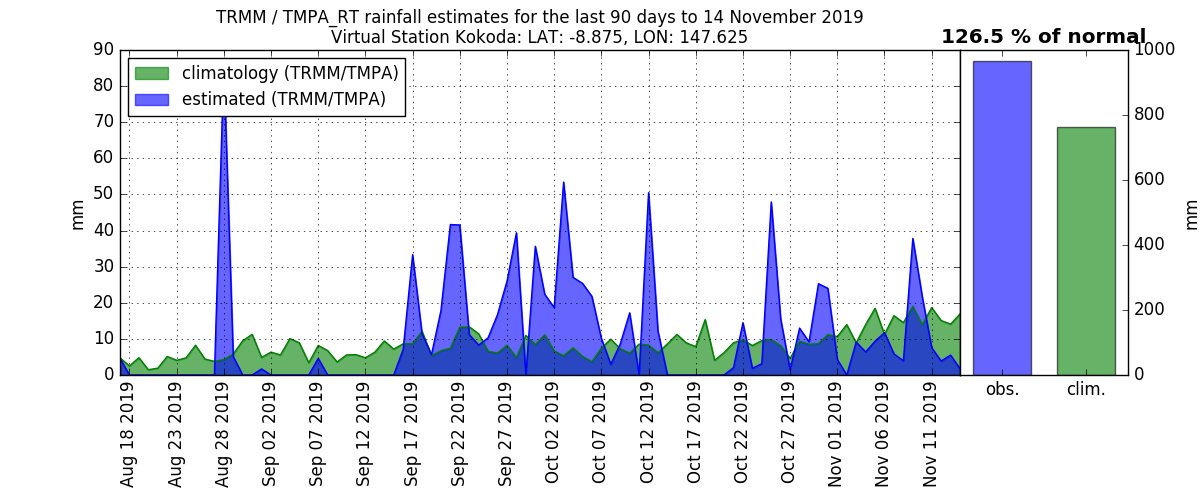 TRMM / TMPA_RT rainfall estimates for the last 90 days to 14 November 2019
Virtual Station Kokoda: LAT: -8.875, LON: 147.625
126.5 % of normal
climatology (TRMM/TMPA)
estimated (TRMM/TMPA)
90
80
70
60
50
40
30
20
10
0
mm
Aug 18 2019
Aug 23 2019
Aug 28 2019
Sep 02 2019
Sep 07 2019
Sep 12 2019
Sep 17 2019
Sep 22 2019
Sep 27 2019
Oct 02 2019
Oct 07 2019
Oct 12 2019
Oct 17 2019
Oct 22 2019
Oct 27 2019
Nov 01 2019
Nov 06 2019
Nov 11 2019
obs.
clim.
1000
800
600
400
200
0
mm